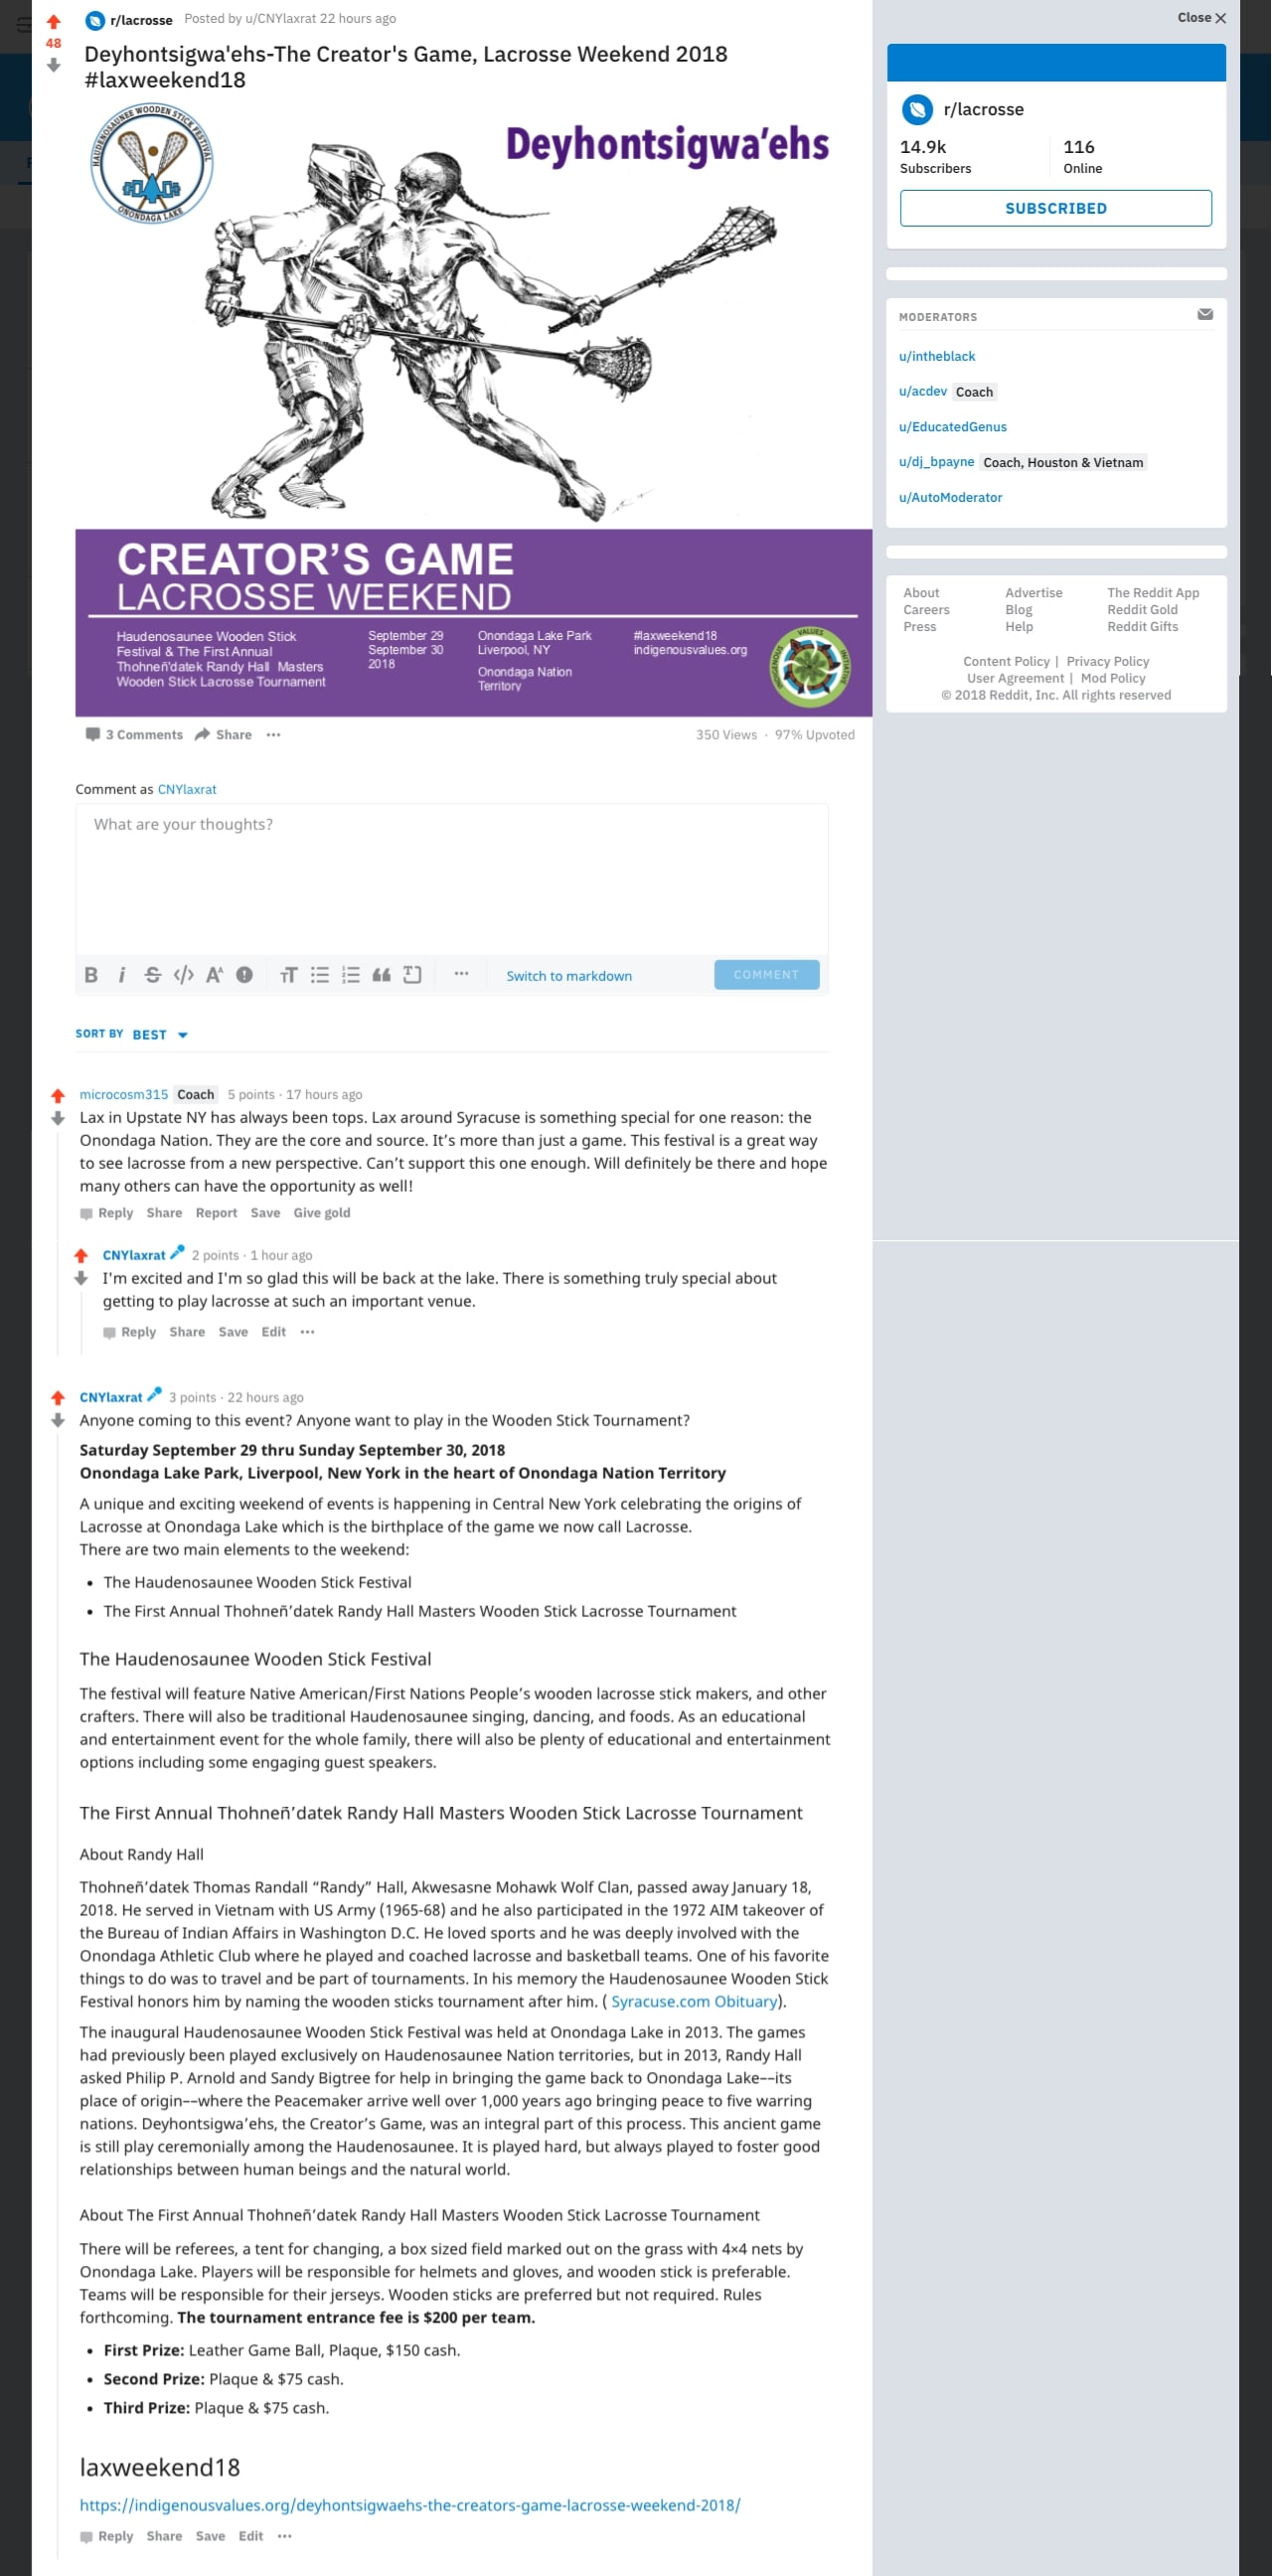 r/lacrosse Posted by u/CNYlaxrat 22 hours ago
48
Deyhontsigwa'ehs-The Creator's Game, Lacrosse Weekend 2018
#laxweekend18
HAUDENOSAUNEE WOODEN STICK FESTIVAL
ONONDAGA LAKE
Deyhontsigwa'ehs
CREATOR'S GAME
LACROSSE WEEKEND
Haudenosaunee Wooden Stick
Festival & The First Annual
Thohneñ'datek Randy Hall Masters
Wooden Stick Lacrosse Tournament
September 29
September 30
2018
Onondaga Lake Park
Liverpool, NY
Onondaga Nation
Territory
#laxweekend18
indigenousvalues.org
INDIGENOUS VALUES INITIATIVE
3 Comments Share ...
350 Views · 97% Upvoted
Comment as CNYlaxrat
What are your thoughts?
Switch to markdown
COMMENT
SORT BY BEST
microcosm315 Coach 5 points · 17 hours ago
Lax in Upstate NY has always been tops. Lax around Syracuse is something special for one reason: the
Onondaga Nation. They are the core and source. It’s more than just a game. This festival is a great way
to see lacrosse from a new perspective. Can’t support this one enough. Will definitely be there and hope
many others can have the opportunity as well!
Reply Share Report Save Give gold
CNYlaxrat 2 points · 1 hour ago
I'm excited and I'm so glad this will be back at the lake. There is something truly special about
getting to play lacrosse at such an important venue.
Reply Share Save Edit ...
CNYlaxrat 3 points · 22 hours ago
Anyone coming to this event? Anyone want to play in the Wooden Stick Tournament?
Saturday September 29 thru Sunday September 30, 2018
Onondaga Lake Park, Liverpool, New York in the heart of Onondaga Nation Territory
A unique and exciting weekend of events is happening in Central New York celebrating the origins of
Lacrosse at Onondaga Lake which is the birthplace of the game we now call Lacrosse.
There are two main elements to the weekend:
• The Haudenosaunee Wooden Stick Festival
• The First Annual Thohneñ’datek Randy Hall Masters Wooden Stick Lacrosse Tournament
The Haudenosaunee Wooden Stick Festival
The festival will feature Native American/First Nations People’s wooden lacrosse stick makers, and other
crafters. There will also be traditional Haudenosaunee singing, dancing, and foods. As an educational
and entertainment event for the whole family, there will also be plenty of educational and entertainment
options including some engaging guest speakers.
The First Annual Thohneñ’datek Randy Hall Masters Wooden Stick Lacrosse Tournament
About Randy Hall
Thohneñ’datek Thomas Randall “Randy” Hall, Akwesasne Mohawk Wolf Clan, passed away January 18,
2018. He served in Vietnam with US Army (1965-68) and he also participated in the 1972 AIM takeover of
the Bureau of Indian Affairs in Washington D.C. He loved sports and he was deeply involved with the
Onondaga Athletic Club where he played and coached lacrosse and basketball teams. One of his favorite
things to do was to travel and be part of tournaments. In his memory the Haudenosaunee Wooden Stick
Festival honors him by naming the wooden sticks tournament after him. ( Syracuse.com Obituary).
The inaugural Haudenosaunee Wooden Stick Festival was held at Onondaga Lake in 2013. The games
had previously been played exclusively on Haudenosaunee Nation territories, but in 2013, Randy Hall
asked Philip P. Arnold and Sandy Bigtree for help in bringing the game back to Onondaga Lake––its
place of origin––where the Peacemaker arrive well over 1,000 years ago bringing peace to five warring
nations. Deyhontsigwa’ehs, the Creator’s Game, was an integral part of this process. This ancient game
is still play ceremonially among the Haudenosaunee. It is played hard, but always played to foster good
relationships between human beings and the natural world.
About The First Annual Thohneñ’datek Randy Hall Masters Wooden Stick Lacrosse Tournament
There will be referees, a tent for changing, a box sized field marked out on the grass with 4×4 nets by
Onondaga Lake. Players will be responsible for helmets and gloves, and wooden stick is preferable.
Teams will be responsible for their jerseys. Wooden sticks are preferred but not required. Rules
forthcoming. The tournament entrance fee is $200 per team.
• First Prize: Leather Game Ball, Plaque, $150 cash.
• Second Prize: Plaque & $75 cash.
• Third Prize: Plaque & $75 cash.
laxweekend18
https://indigenousvalues.org/deyhontsigwaehs-the-creators-game-lacrosse-weekend-2018/
Reply Share Save Edit ...
Close
r/lacrosse
14.9k 116
Subscribers Online
SUBSCRIBED
MODERATORS
u/intheblack
u/acdev Coach
u/EducatedGenus
u/dj_bpayne Coach, Houston & Vietnam
u/AutoModerator
About Advertise The Reddit App
Careers Blog Reddit Gold
Press Help Reddit Gifts
Content Policy | Privacy Policy
User Agreement | Mod Policy
© 2018 Reddit, Inc. All rights reserved